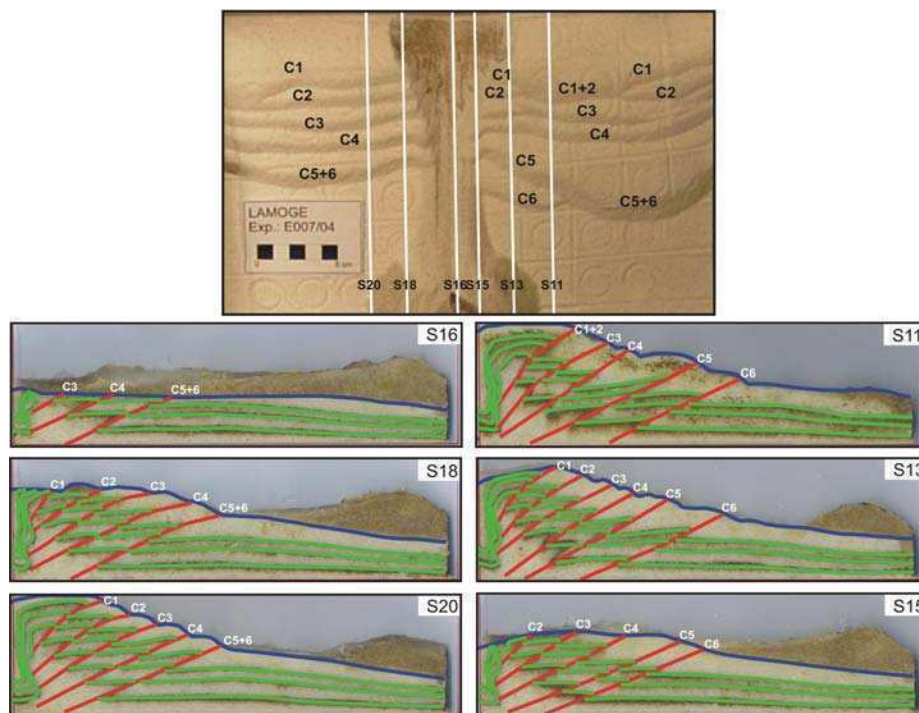 C1
C2
C3
C4
C5+6
C1
C2
C1+2
C1
C2
C3
C4
C5
C6
C5+6
LAMOGE
Exp.: E007/04
0
S20 S18 S16 S15 S13 S11
S16
C3 C4 C5+6
S11
C1+2 C3 C4 C5 C6
S18
C1 C2 C3 C4 C5+6
S13
C1 C2 C3 C4 C5 C6
S20
C1 C2 C3 C4 C5+6
S15
C2 C3 C4 C5 C6